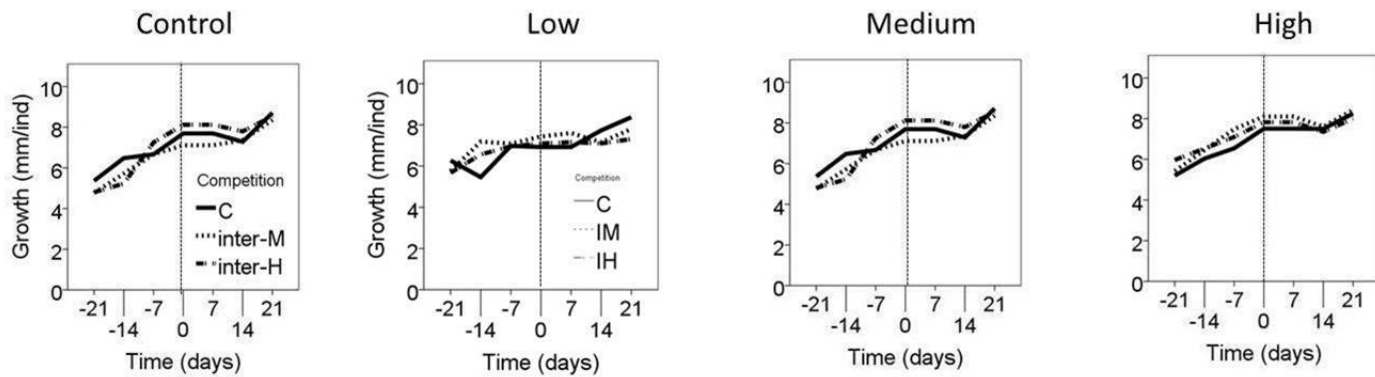 Control
Growth (mm/ind)
10
8
6
4
2
0
Competition
C
inter-M
inter-H
-21 -7 7 21
-14 0 14
Time (days)
Low
Growth (mm/ind)
10
8
6
4
2
0
Competition
C
IM
IH
-21 -7 7 21
-14 0 14
Time (days)
Medium
10
8
6
4
2
0
-21 -7 7 21
-14 0 14
Time (days)
High
10
8
6
4
2
0
-21 -7 7 21
-14 0 14
Time (days)